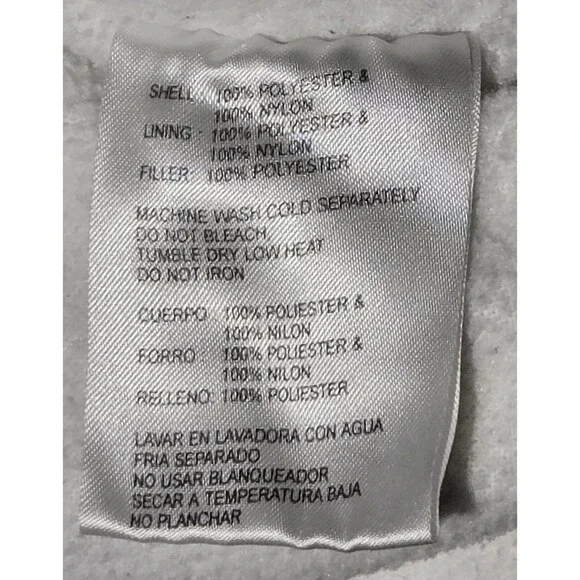 SHELL : 100% POLYESTER &
100% NYLON
LINING : 100% POLYESTER &
100% NYLON
FILLER : 100% POLYESTER
MACHINE WASH COLD SEPARATELY
DO NOT BLEACH
TUMBLE DRY LOW HEAT
DO NOT IRON
CUERPO : 100% POLIESTER &
100% NILON
FORRO : 100% POLIESTER &
100% NILON
RELLENO: 100% POLIESTER
LAVAR EN LAVADORA CON AGUA
FRIA SEPARADO
NO USAR BLANQUEADOR
SECAR A TEMPERATURA BAJA
NO PLANCHAR